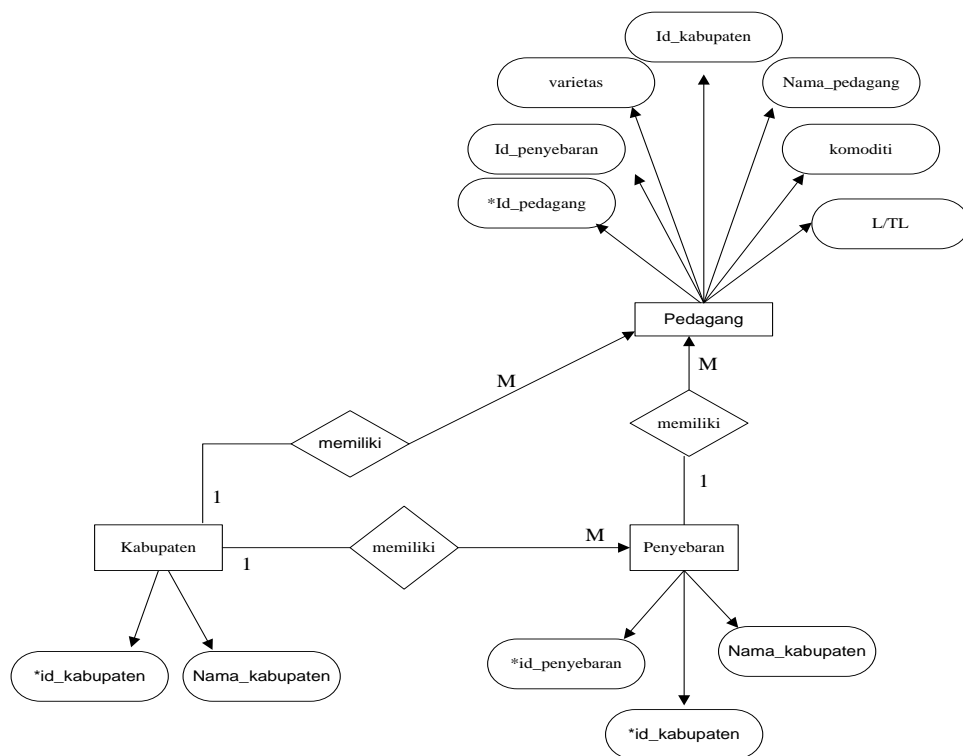 Id_kabupaten
varietas
Nama_pedagang
Id_penyebaran
komoditi
*Id_pedagang
L/TL
Pedagang
M
M
memiliki
memiliki
1
1
Kabupaten
1
memiliki
M
Penyebaran
*id_kabupaten
Nama_kabupaten
*id_penyebaran
Nama_kabupaten
*id_kabupaten